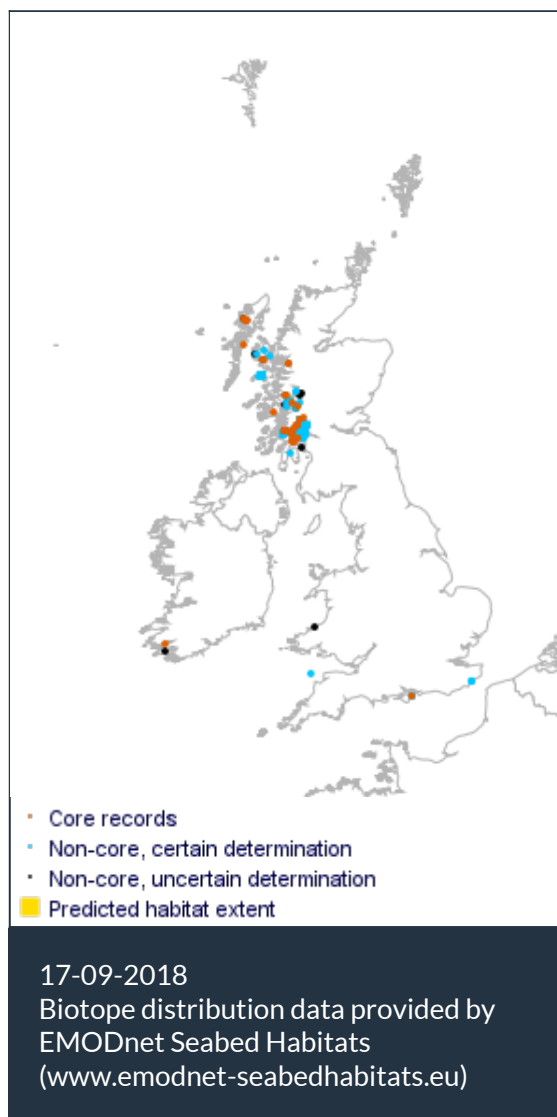 Core records
Non-core, certain determination
Non-core, uncertain determination
Predicted habitat extent
17-09-2018
Biotope distribution data provided by
EMODnet Seabed Habitats
(www.emodnet-seabedhabitats.eu)